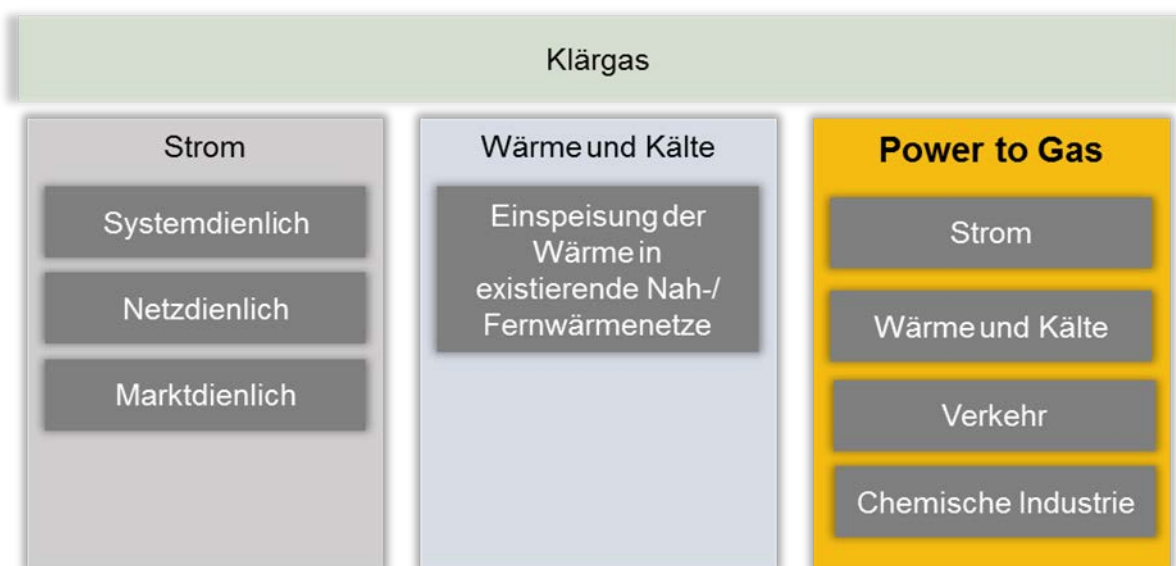 Klärgas
Strom
Systemdienlich
Netzdienlich
Marktdienlich
Wärme und Kälte
Einspeisung der
Wärme in
existierende Nah-/
Fernwärmenetze
Power to Gas
Strom
Wärme und Kälte
Verkehr
Chemische Industrie